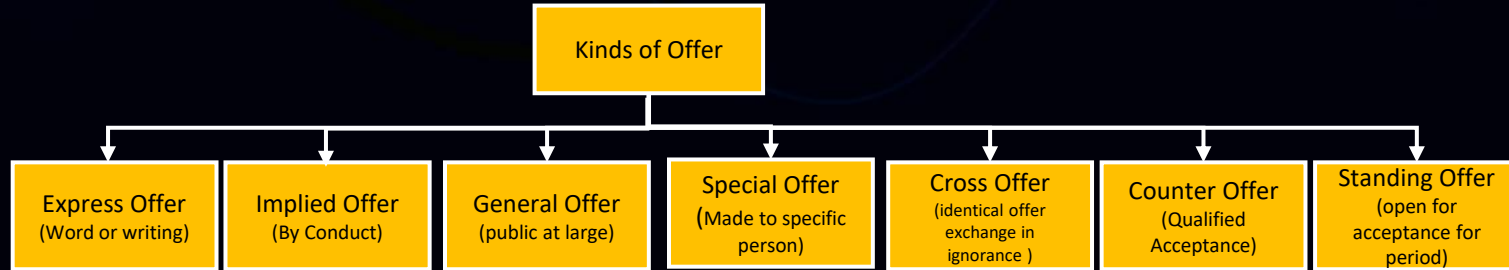 Kinds of Offer
Express Offer
(Word or writing)
Implied Offer
(By Conduct)
General Offer
(public at large)
Special Offer
(Made to specific
person)
Cross Offer
(identical offer
exchange in
ignorance )
Counter Offer
(Qualified
Acceptance)
Standing Offer
(open for
acceptance for
period)